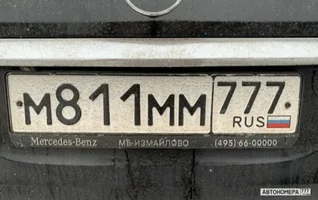 М811ММ 777
RUS
Mercedes-Benz МБ-ИЗМАЙЛОВО (495) 66-00000
АВТОНОМЕРА777